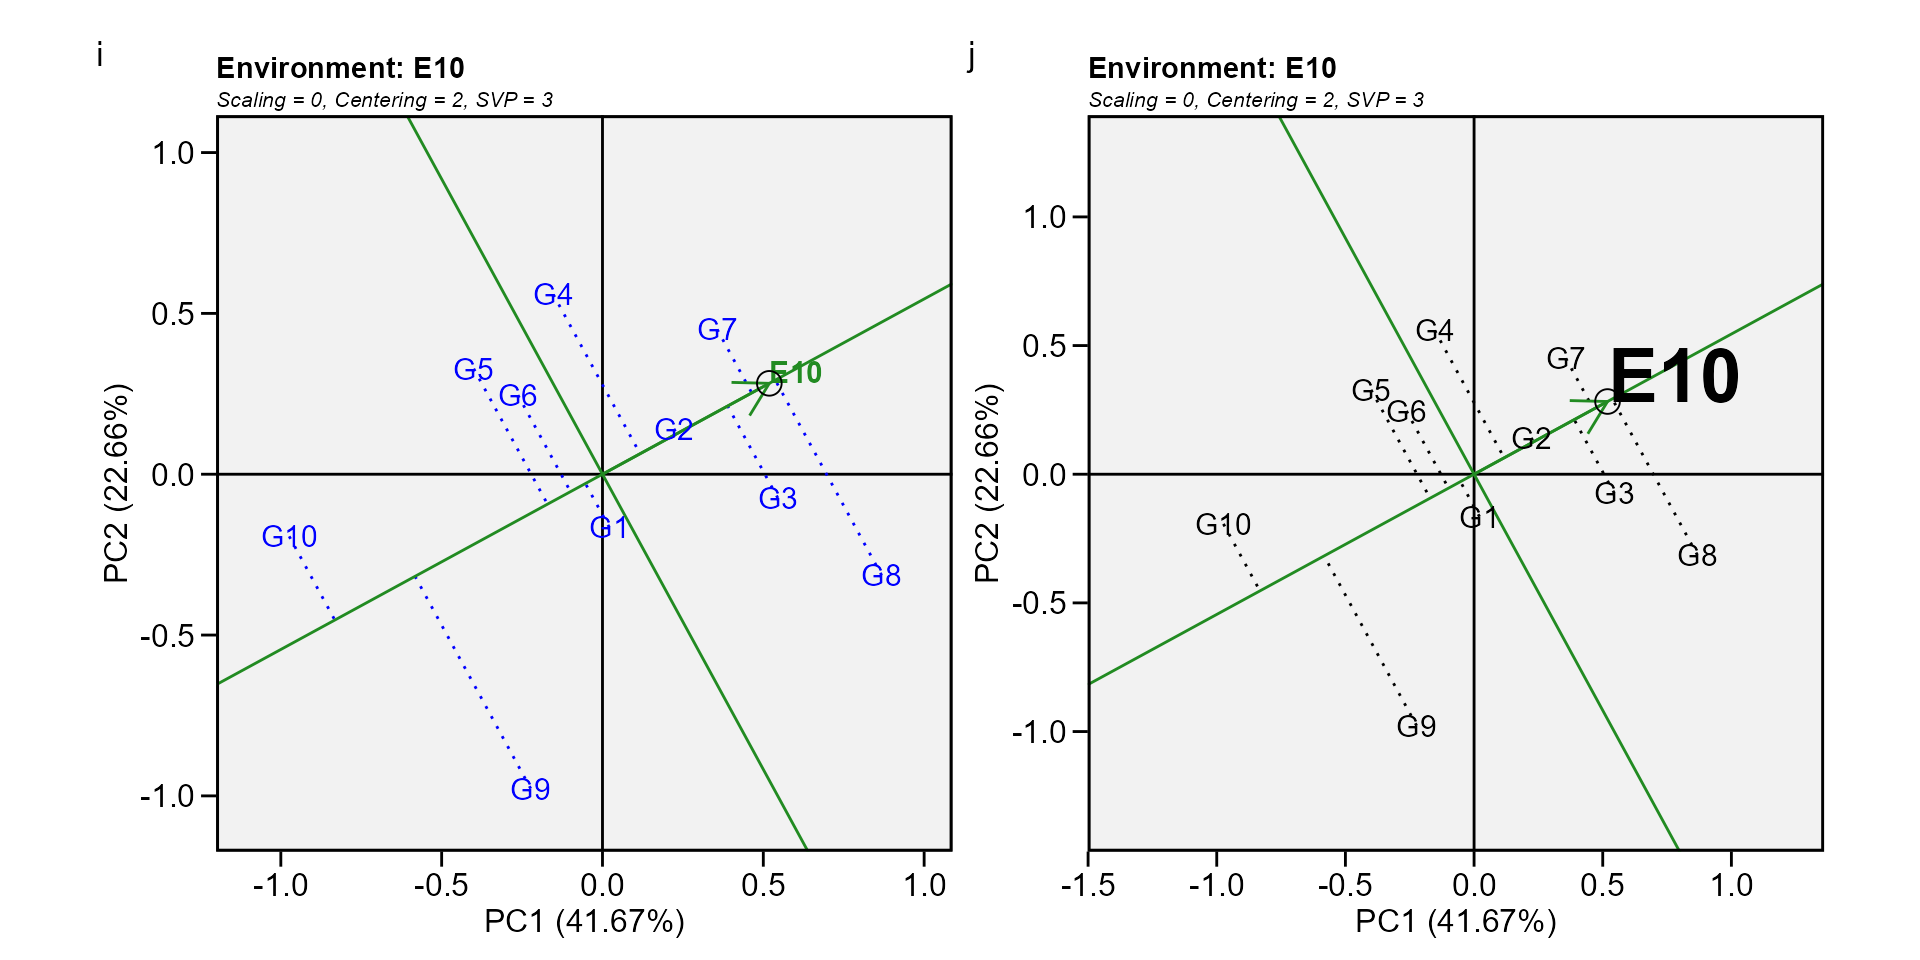 i
Environment: E10
Scaling = 0, Centering = 2, SVP = 3
1.0
0.5
0.0
-0.5
-1.0
PC2 (22.66%)
G4
G7
G5
E10
G6
G2
G3
G1
G10
G8
G9
-1.0 -0.5 0.0 0.5 1.0
PC1 (41.67%)
j
Environment: E10
Scaling = 0, Centering = 2, SVP = 3
1.0
0.5
0.0
-0.5
-1.0
PC2 (22.66%)
G4
G7
E10
G5
G6
G2
G3
G1
G10
G8
G9
-1.5 -1.0 -0.5 0.0 0.5 1.0
PC1 (41.67%)